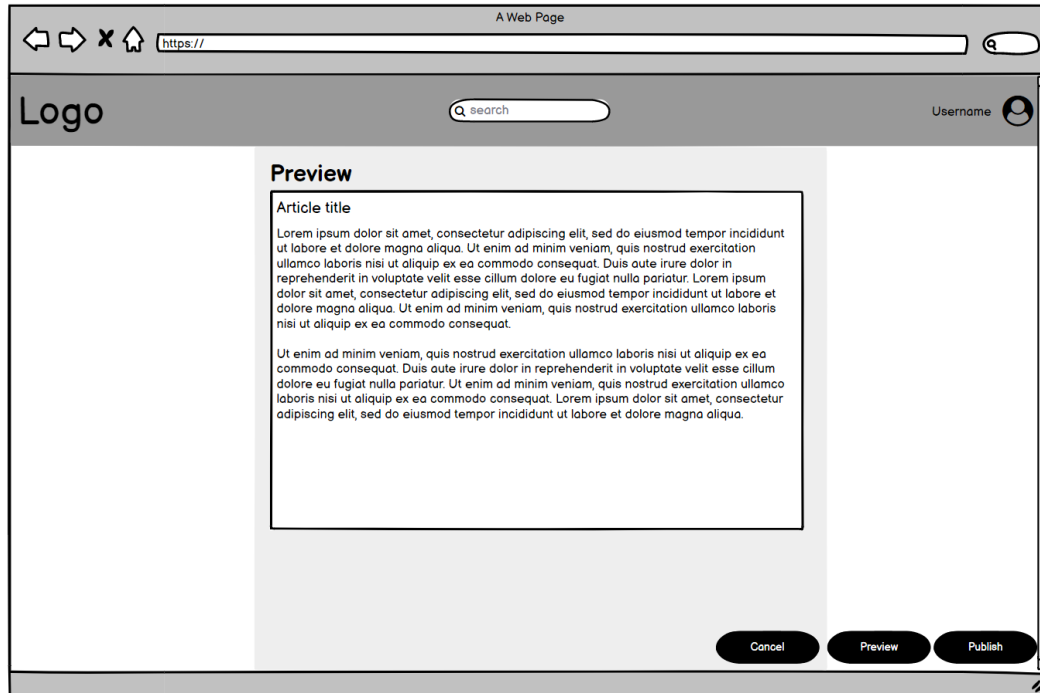 A Web Page
https://
Logo
search
Username
Preview
Article title
Lorem ipsum dolor sit amet, consectetur adipiscing elit, sed do eiusmod tempor incididunt
ut labore et dolore magna aliqua. Ut enim ad minim veniam, quis nostrud exercitation
ullamco laboris nisi ut aliquip ex ea commodo consequat. Duis aute irure dolor in
reprehenderit in voluptate velit esse cillum dolore eu fugiat nulla pariatur. Lorem ipsum
dolor sit amet, consectetur adipiscing elit, sed do eiusmod tempor incididunt ut labore et
dolore magna aliqua. Ut enim ad minim veniam, quis nostrud exercitation ullamco laboris
nisi ut aliquip ex ea commodo consequat.
Ut enim ad minim veniam, quis nostrud exercitation ullamco laboris nisi ut aliquip ex ea
commodo consequat. Duis aute irure dolor in reprehenderit in voluptate velit esse cillum
dolore eu fugiat nulla pariatur. Ut enim ad minim veniam, quis nostrud exercitation ullamco
laboris nisi ut aliquip ex ea commodo consequat. Lorem ipsum dolor sit amet, consectetur
adipiscing elit, sed do eiusmod tempor incididunt ut labore et dolore magna aliqua.
Cancel
Preview
Publish